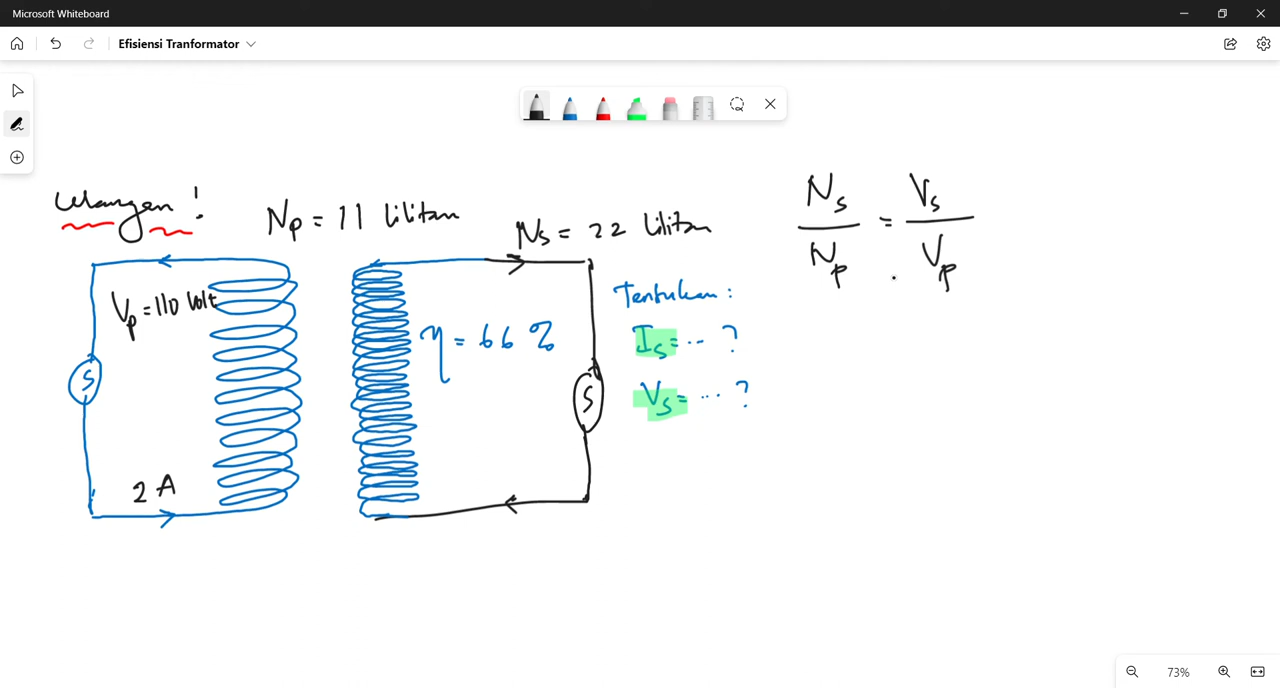 Microsoft Whiteboard
Efisiensi Tranformator
Ulangan !
Np = 11 lilitan
Ns = 22 lilitan
Ns / Np = Vs / Vp
Vp = 110 Volt
η = 66 %
Tentukan :
Is = ... ?
Vs = ... ?
S
S
2 A
73%